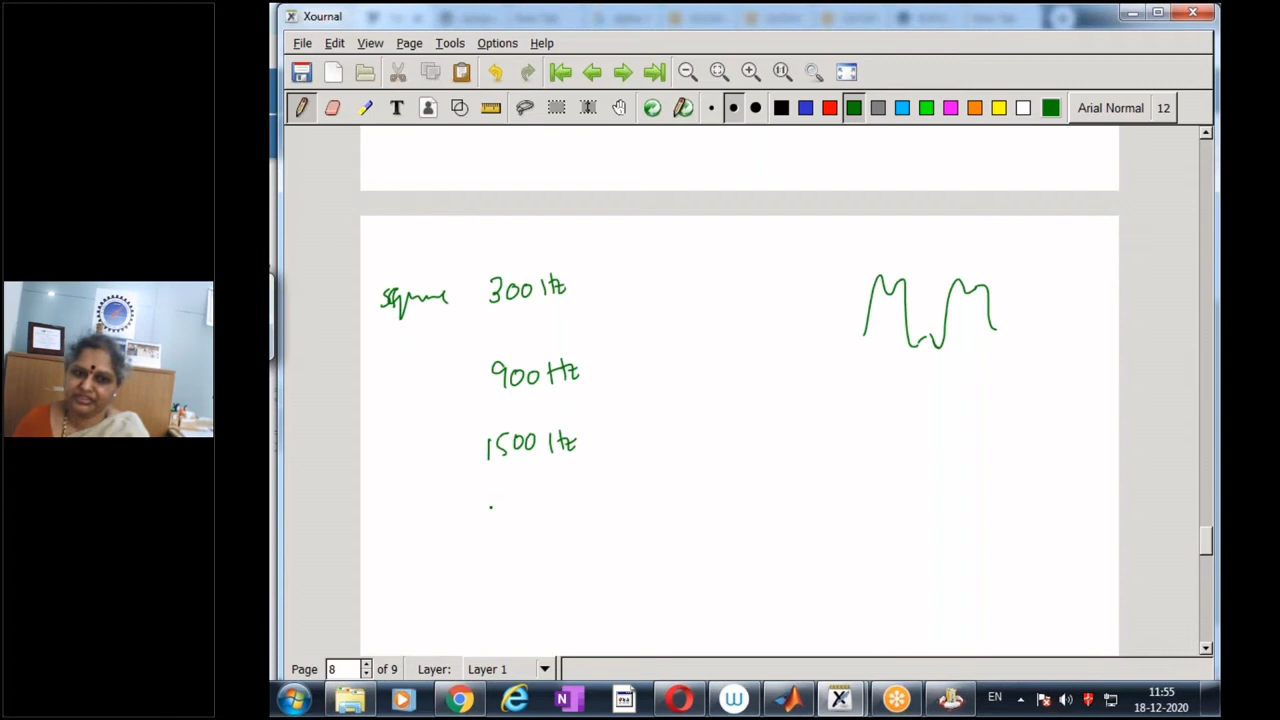 Xournal
File Edit View Page Tools Options Help
Arial Normal 12
square 300 Hz
900 Hz
1500 Hz
Page 8 of 9 Layer: Layer 1
EN 11:55
18-12-2020